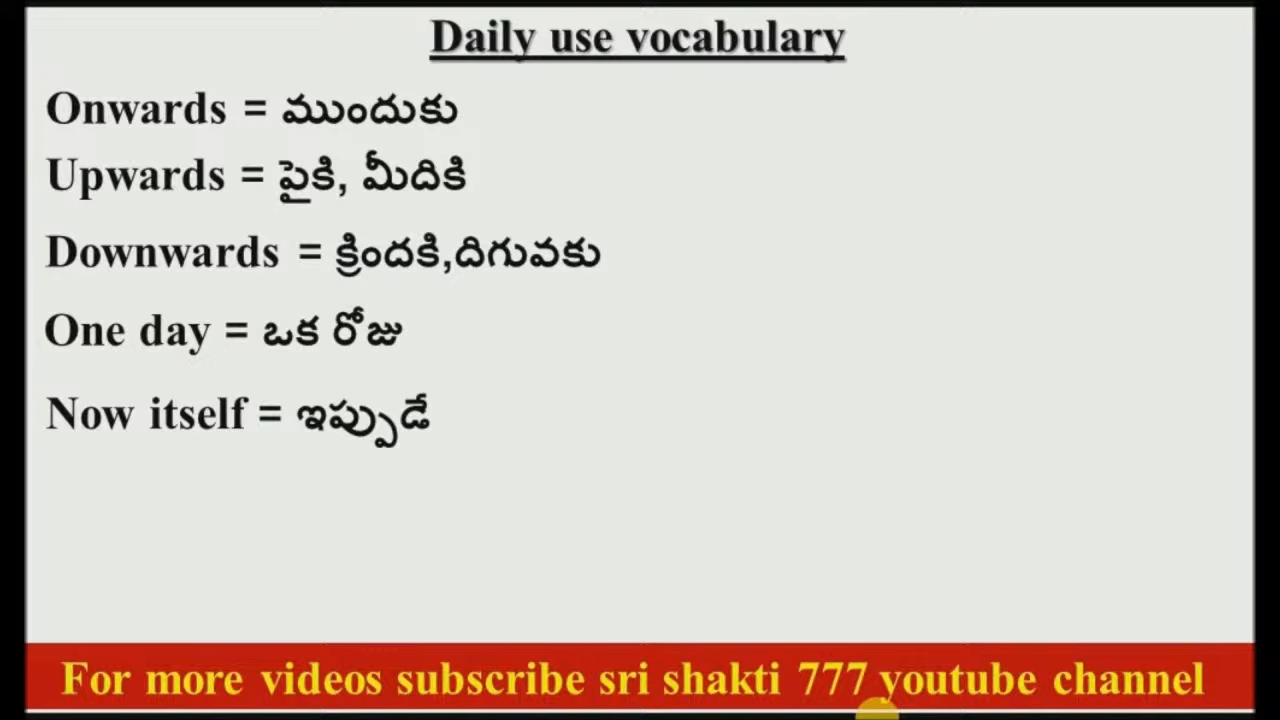 Daily use vocabulary
Onwards = ముందుకు
Upwards = పైకి, మీదికి
Downwards = క్రిందకి,దిగువకు
One day = ఒక రోజు
Now itself = ఇప్పుడే
For more videos subscribe sri shakti 777 youtube channel